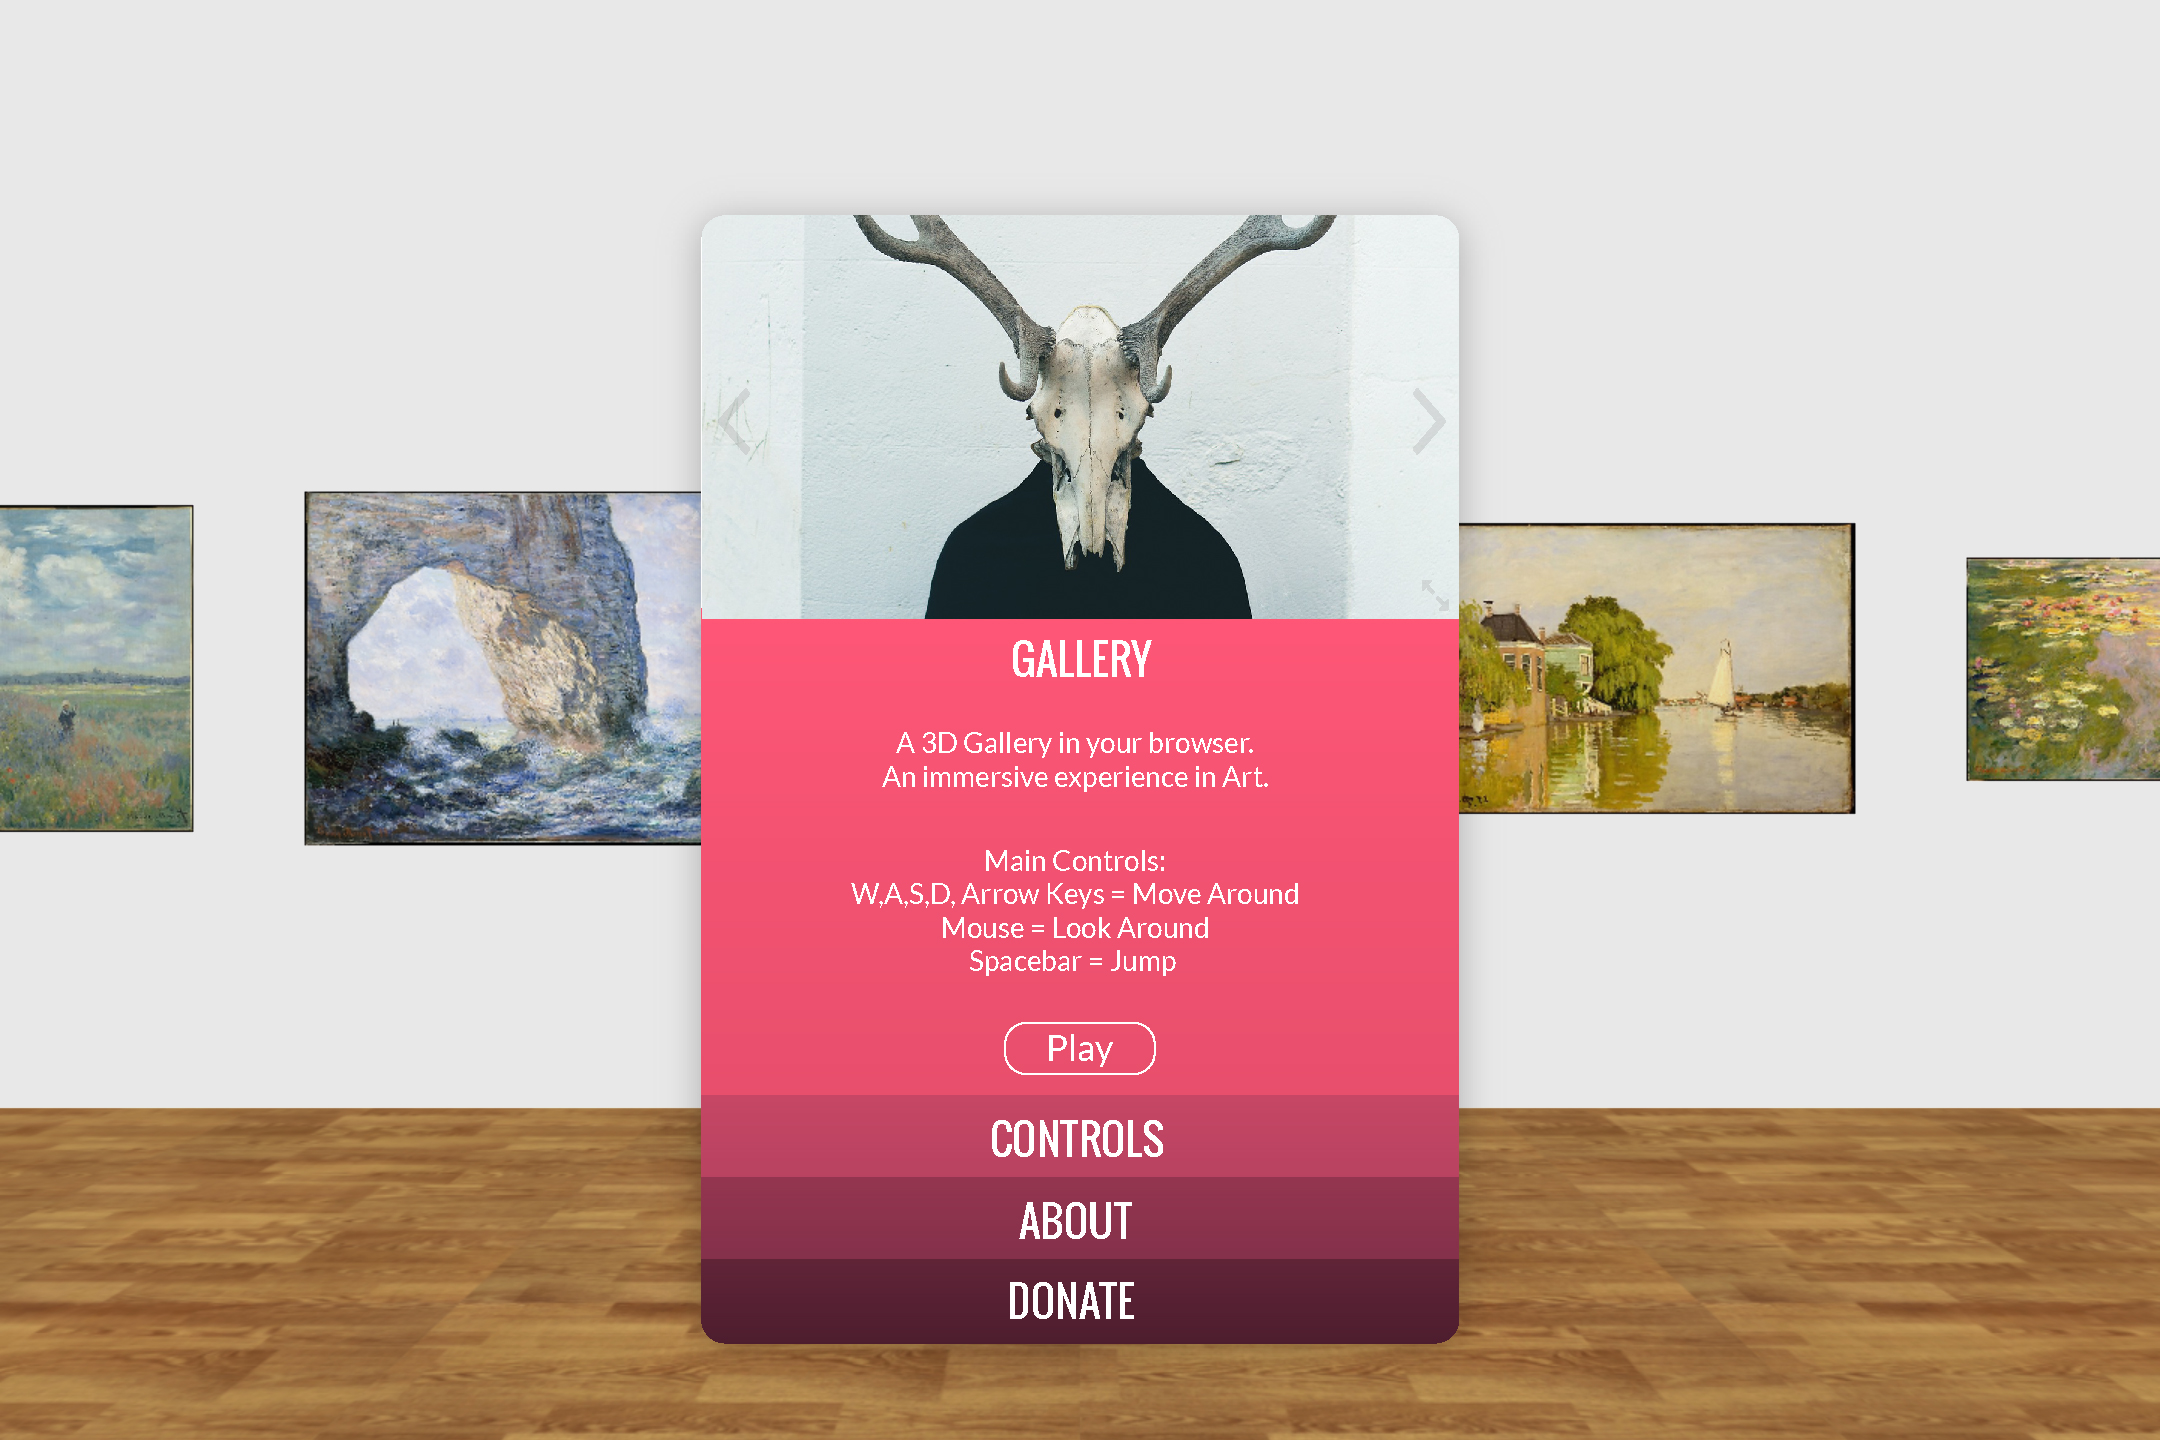 GALLERY
A 3D Gallery in your browser.
An immersive experience in Art.
Main Controls:
W,A,S,D, Arrow Keys = Move Around
Mouse = Look Around
Spacebar = Jump
Play
CONTROLS
ABOUT
DONATE